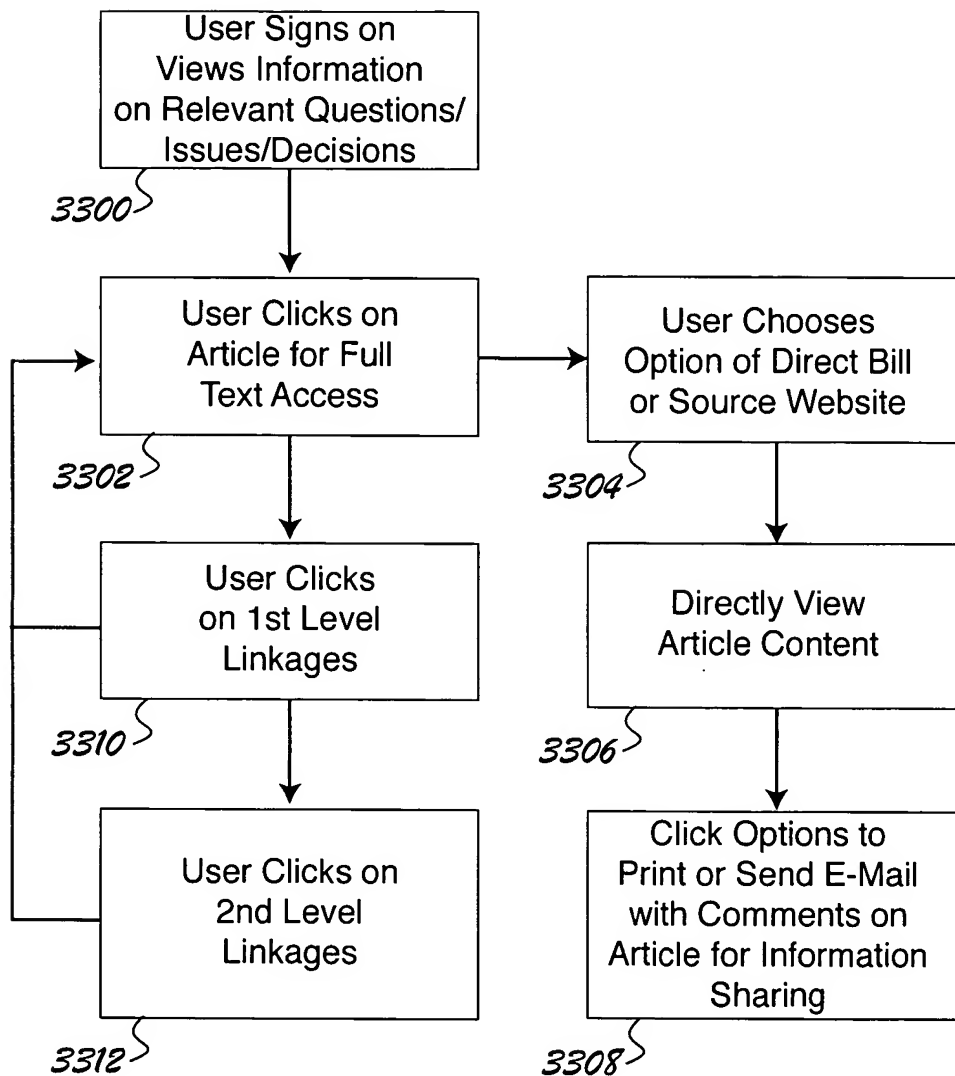 User Signs on
Views Information
on Relevant Questions/
Issues/Decisions
3300
User Clicks on
Article for Full
Text Access
3302
User Chooses
Option of Direct Bill
or Source Website
3304
User Clicks
on 1st Level
Linkages
3310
Directly View
Article Content
3306
User Clicks on
2nd Level
Linkages
3312
Click Options to
Print or Send E-Mail
with Comments on
Article for Information
Sharing
3308